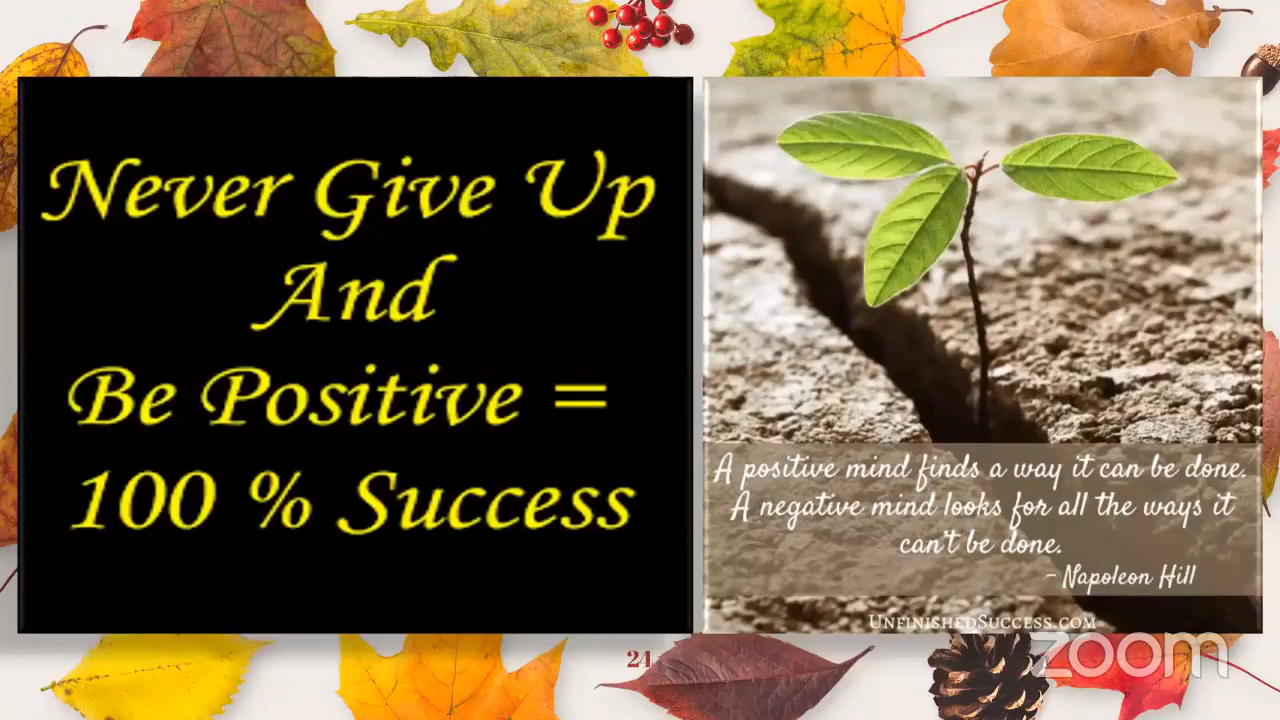 Never Give Up
And
Be Positive =
100 % Success
A positive mind finds a way it can be done.
A negative mind looks for all the ways it
can't be done.
- Napoleon Hill
UnfinishedSuccess.com
24
zoom